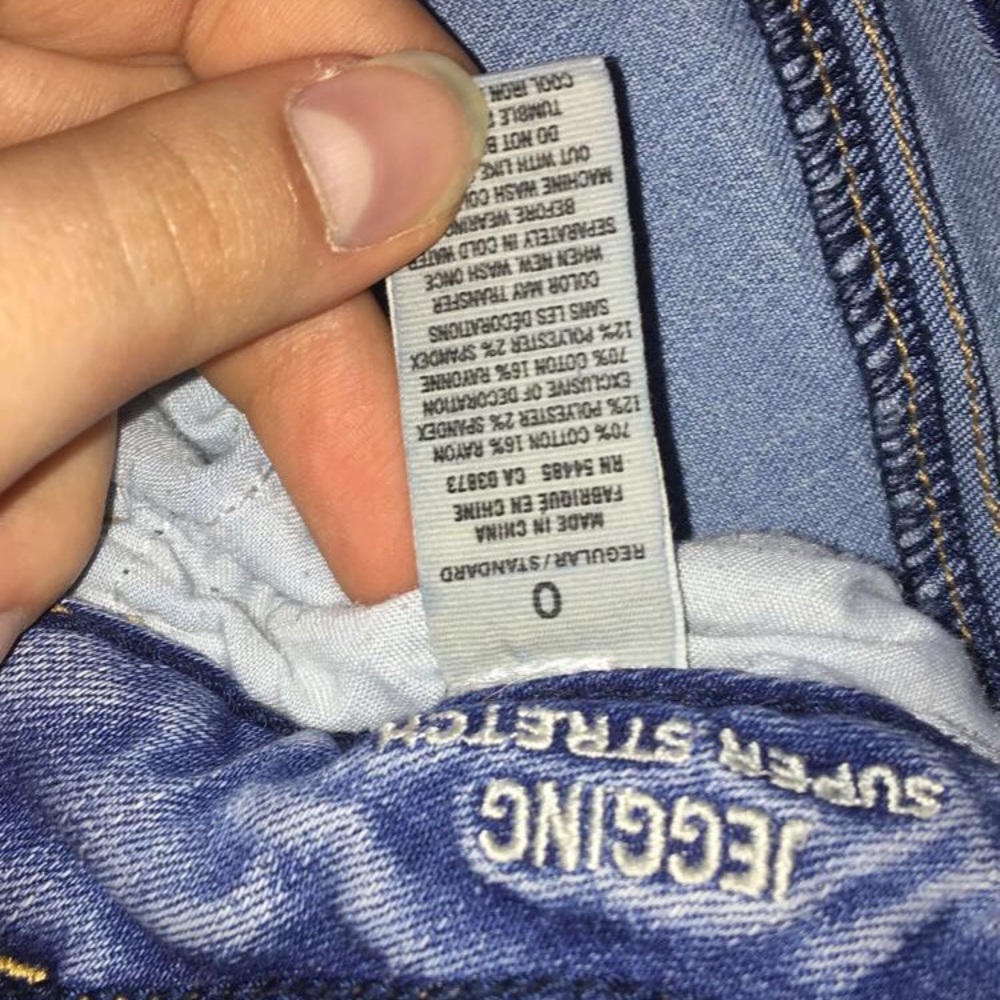 JEGGING
SUPER STRETCH
0
REGULAR/STANDARD
MADE IN CHINA
FABRIQUÉ EN CHINE
RN 54485 CA 03873
70% COTTON 16% RAYON
12% POLYESTER 2% SPANDEX
EXCLUSIVE OF DECORATION
70% COTON 16% RAYONNE
12% POLYESTER 2% SPANDEX
SANS LES DÉCORATIONS
COLOR MAY TRANSFER
WHEN NEW. WASH ONCE
SEPARATELY IN COLD WATER
BEFORE WEARING
MACHINE WASH
OUT WITH LIKE
DO NOT
TUMBLE
COOL IRON